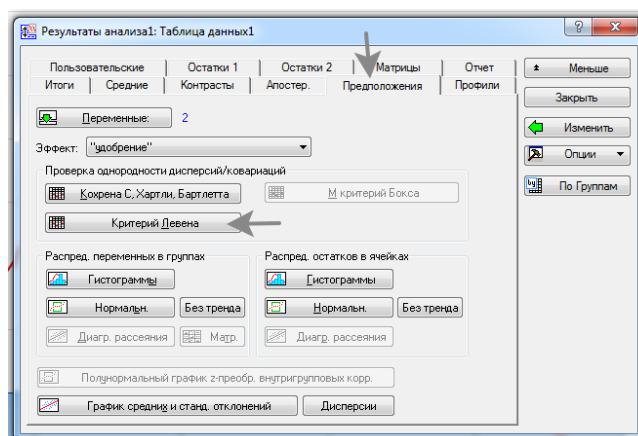 Результаты анализа1: Таблица данных1
Пользовательские Остатки 1 Остатки 2 Матрицы Отчет
Итоги Средние Контрасты Апостер. Предположения Профили
Меньше
Закрыть
Изменить
Опции
By По Группам
Переменные: 2
Эффект: "удобрение"
Проверка однородности дисперсий/ковариаций
Кохрена С, Хартли, Бартлетта М критерий Бокса
Критерий Левена
Распред. переменных в группах Распред. остатков в ячейках
Гистограммы Гистограммы
Нормальн. Без тренда Нормальн. Без тренда
Диагр. рассеяния Матр. Диагр. рассеяния
Полунормальный график z-преобр. внутригрупповых корр.
График средних и станд. отклонений Дисперсии